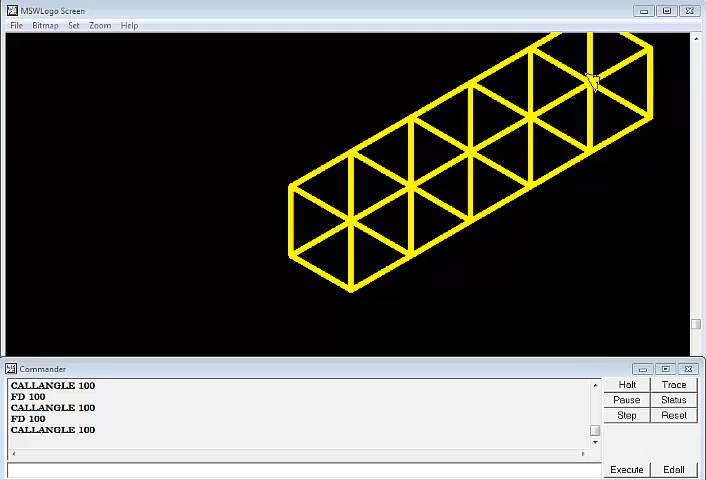 MSWLogo Screen
File Bitmap Set Zoom Help
Commander
CALLANGLE 100
FD 100
CALLANGLE 100
FD 100
CALLANGLE 100
Halt Trace
Pause Status
Step Reset
Execute Edall